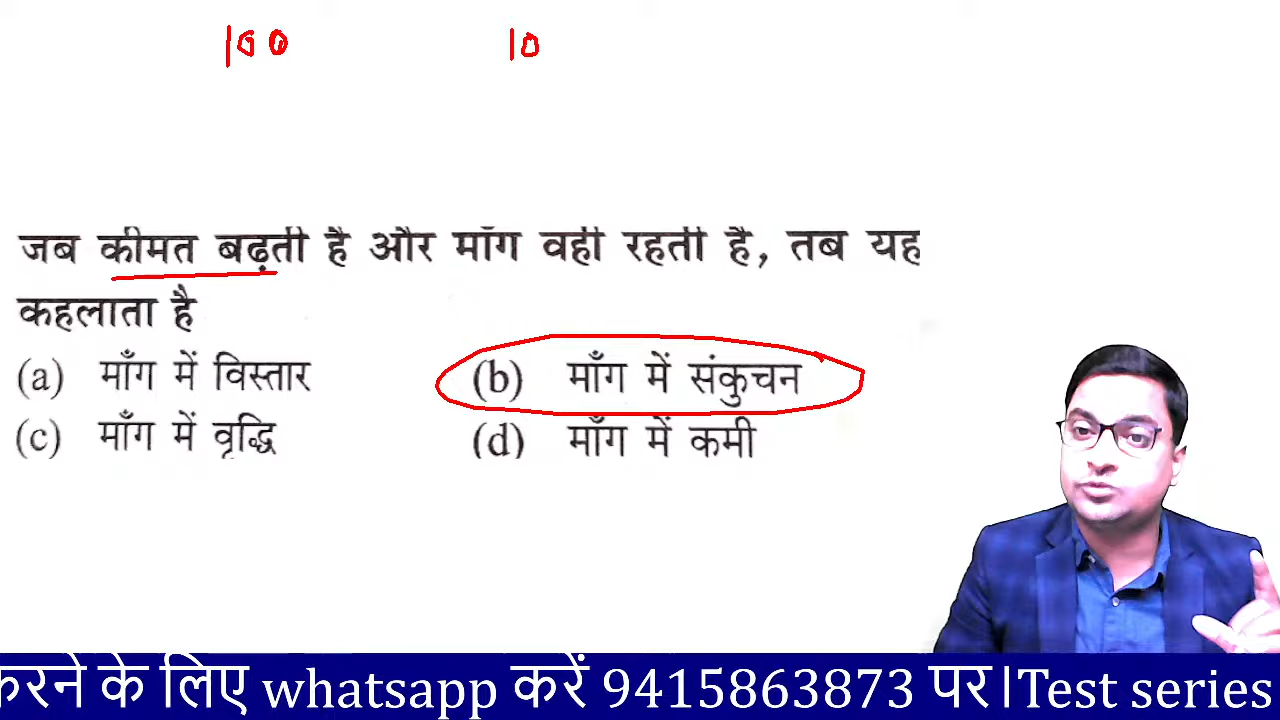 100 10
जब कीमत बढ़ती है और माँग वही रहती है, तब यह
कहलाता है
(a) माँग में विस्तार (b) माँग में संकुचन
(c) माँग में वृद्धि (d) माँग में कमी
करने के लिए whatsapp करें 9415863873 पर।Test series